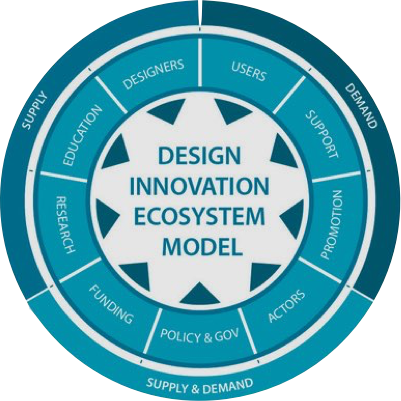 DESIGN
INNOVATION
ECOSYSTEM
MODEL
DESIGNERS
USERS
SUPPORT
PROMOTION
ACTORS
POLICY & GOV
FUNDING
RESEARCH
EDUCATION
SUPPLY
DEMAND
SUPPLY & DEMAND